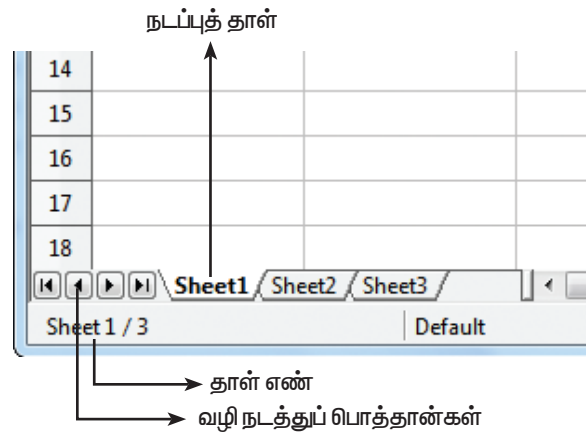 நடப்புத் தாள்
14
15
16
17
18
Sheet1 Sheet2 Sheet3
Sheet 1 / 3 Default
தாள் எண்
வழி நடத்துப் பொத்தான்கள்